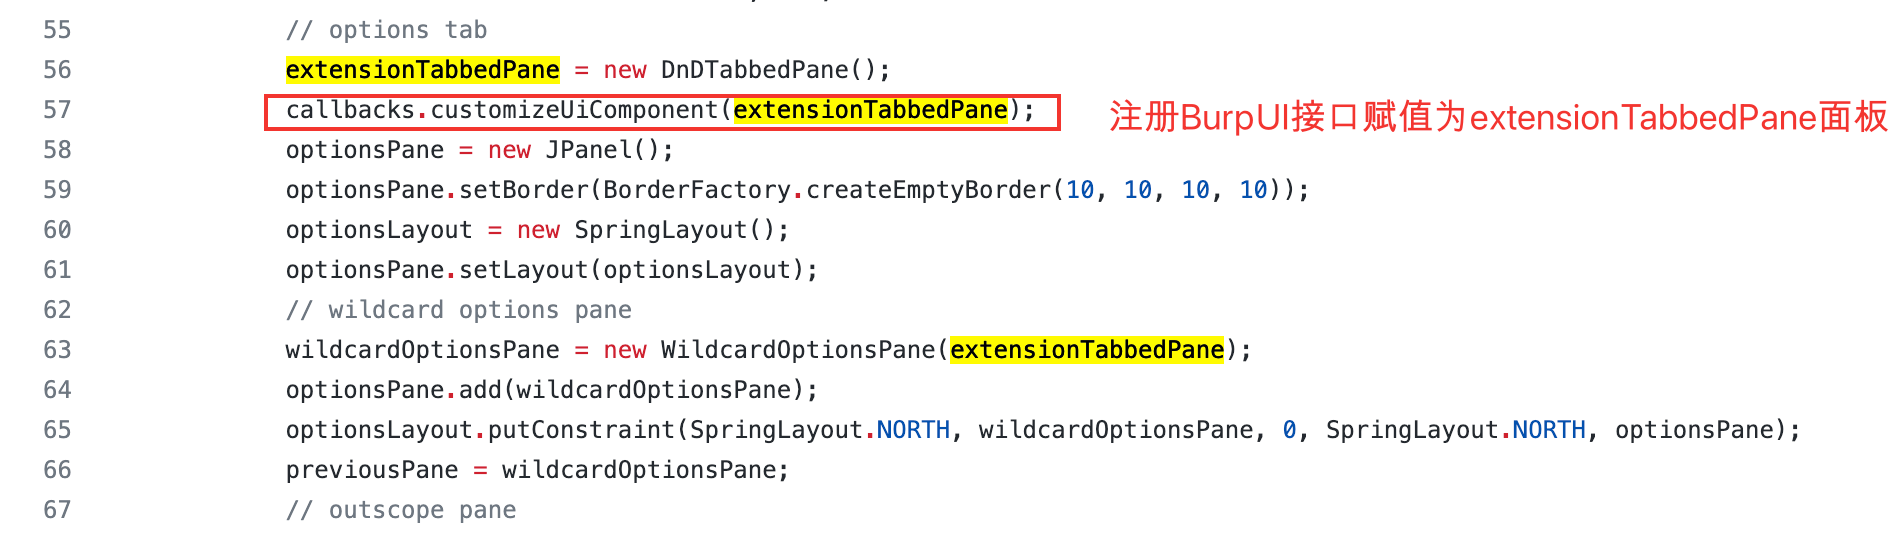 55 // options tab
56 extensionTabbedPane = new DnDTabbedPane();
57 callbacks.customizeUiComponent(extensionTabbedPane); 注册BurpUI接口赋值为extensionTabbedPane面板
58 optionsPane = new JPanel();
59 optionsPane.setBorder(BorderFactory.createEmptyBorder(10, 10, 10, 10));
60 optionsLayout = new SpringLayout();
61 optionsPane.setLayout(optionsLayout);
62 // wildcard options pane
63 wildcardOptionsPane = new WildcardOptionsPane(extensionTabbedPane);
64 optionsPane.add(wildcardOptionsPane);
65 optionsLayout.putConstraint(SpringLayout.NORTH, wildcardOptionsPane, 0, SpringLayout.NORTH, optionsPane);
66 previousPane = wildcardOptionsPane;
67 // outscope pane